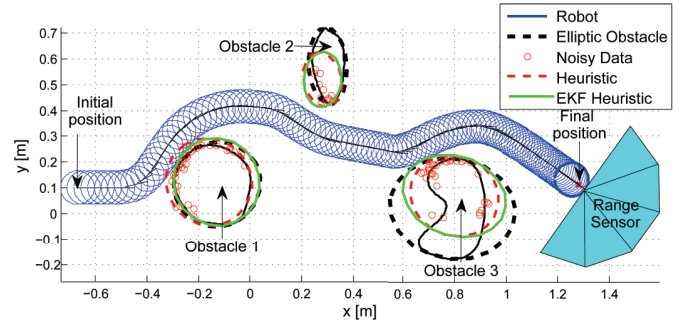 0.7
0.6
0.5
0.4
0.3
0.2
0.1
0
−0.1
−0.2
y [m]
−0.6
−0.4
−0.2
0
0.2
0.4
0.6
0.8
1
1.2
1.4
x [m]
Initial
position
Obstacle 2
Obstacle 1
Obstacle 3
Final
position
Range
Sensor
Robot
Elliptic Obstacle
Noisy Data
Heuristic
EKF Heuristic